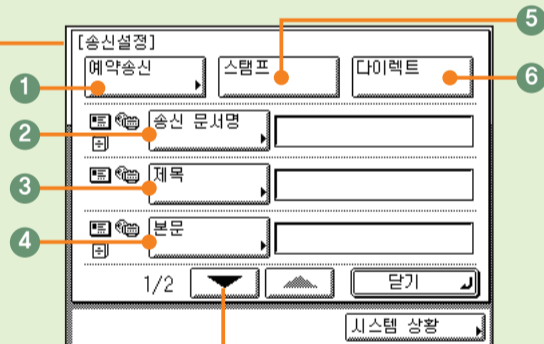 [송신설정]
예약송신
스탬프
다이렉트
송신 문서명
제목
본문
1/2
닫기
시스템 상황
1
2
3
4
5
6